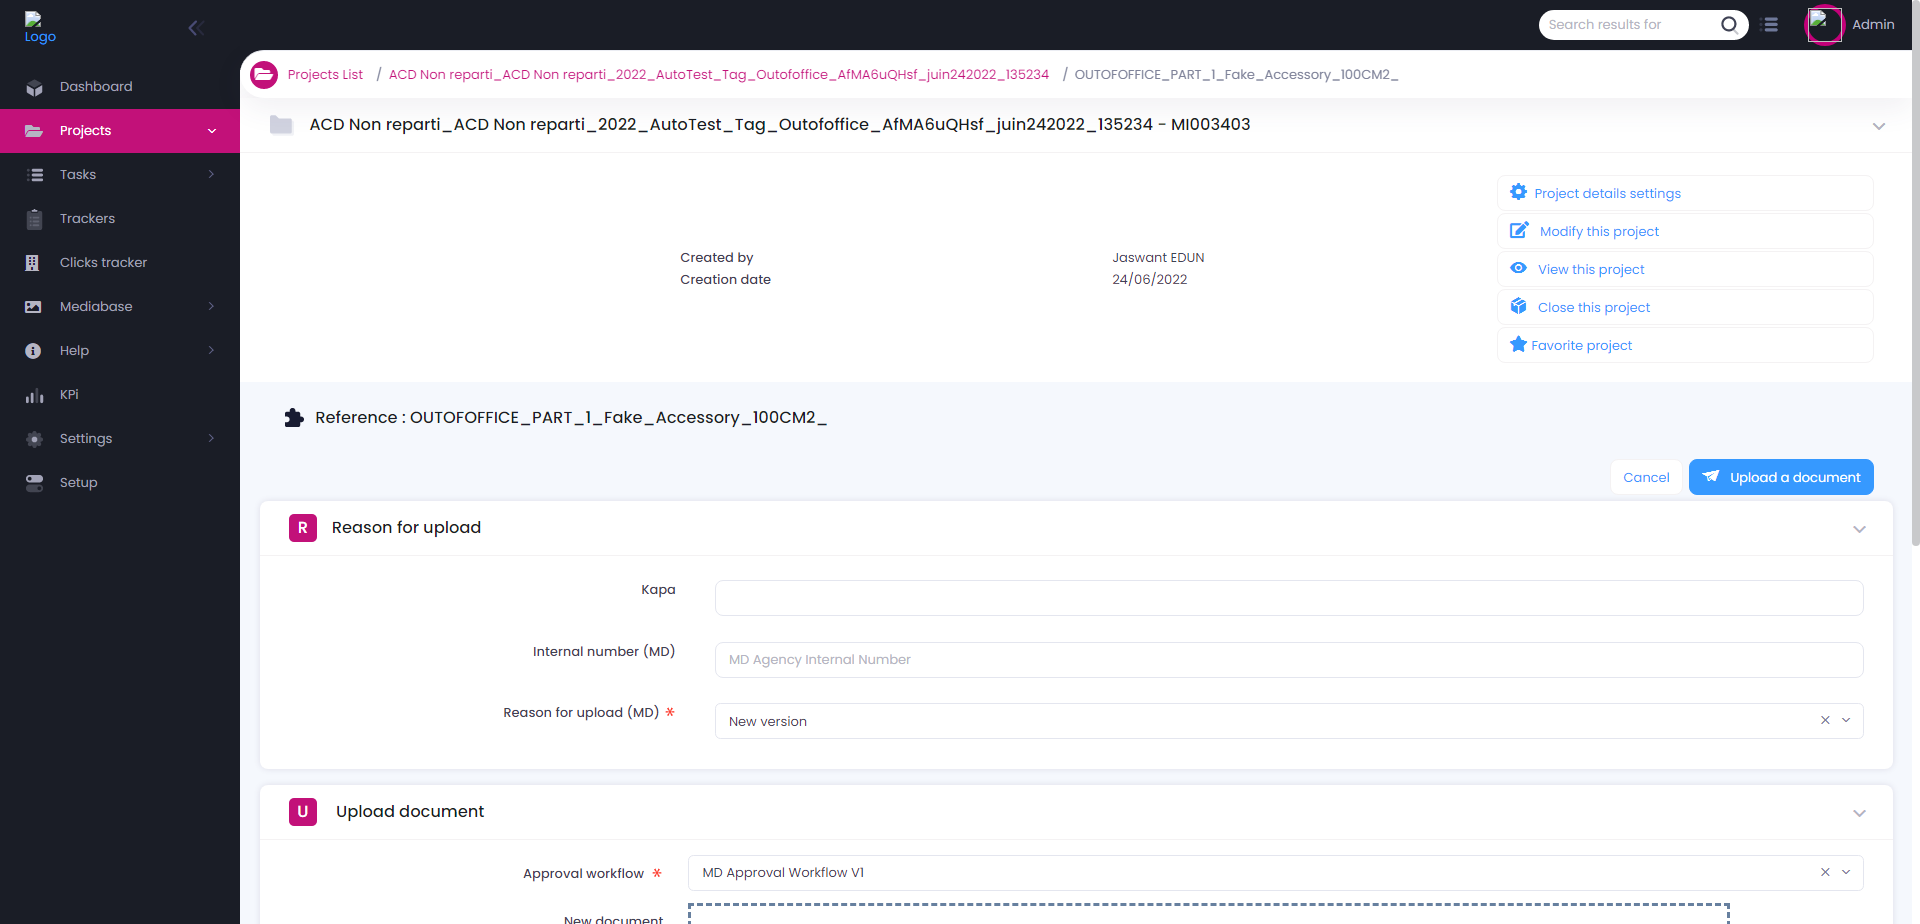 Logo
Search results for
Admin
Dashboard
Projects
Tasks
Trackers
Clicks tracker
Mediabase
Help
KPi
Settings
Setup
Projects List / ACD Non reparti_ACD Non reparti_2022_AutoTest_Tag_Outofoffice_AfMA6uQHsf_juin242022_135234 / OUTOFOFFICE_PART_1_Fake_Accessory_100CM2_
ACD Non reparti_ACD Non reparti_2022_AutoTest_Tag_Outofoffice_AfMA6uQHsf_juin242022_135234 - MI003403
Created by Jaswant EDUN
Creation date 24/06/2022
Project details settings
Modify this project
View this project
Close this project
Favorite project
Reference : OUTOFOFFICE_PART_1_Fake_Accessory_100CM2_
Cancel
Upload a document
R Reason for upload
Kapa
Internal number (MD) MD Agency Internal Number
Reason for upload (MD) * New version
U Upload document
Approval workflow * MD Approval Workflow V1
New document